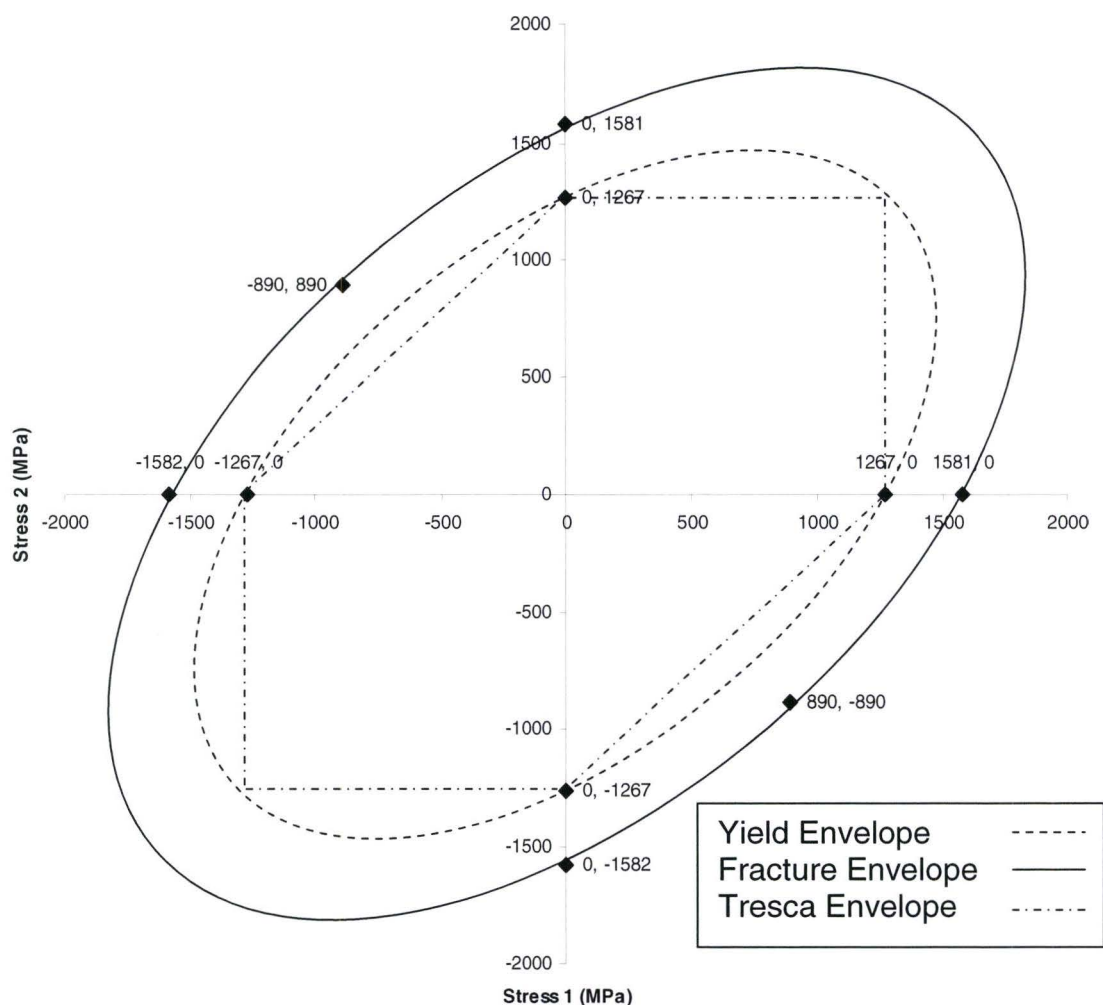 2000
0, 1581
1500
0, 1267
1000
-890, 890
500
-1582, 0 -1267, 0
1267, 0 1581, 0
0
-2000 -1500 -1000 -500 0 500 1000 1500 2000
Stress 2 (MPa)
-500
890, -890
-1000
0, -1267
-1500
0, -1582
-2000
Yield Envelope
Fracture Envelope
Tresca Envelope
Stress 1 (MPa)